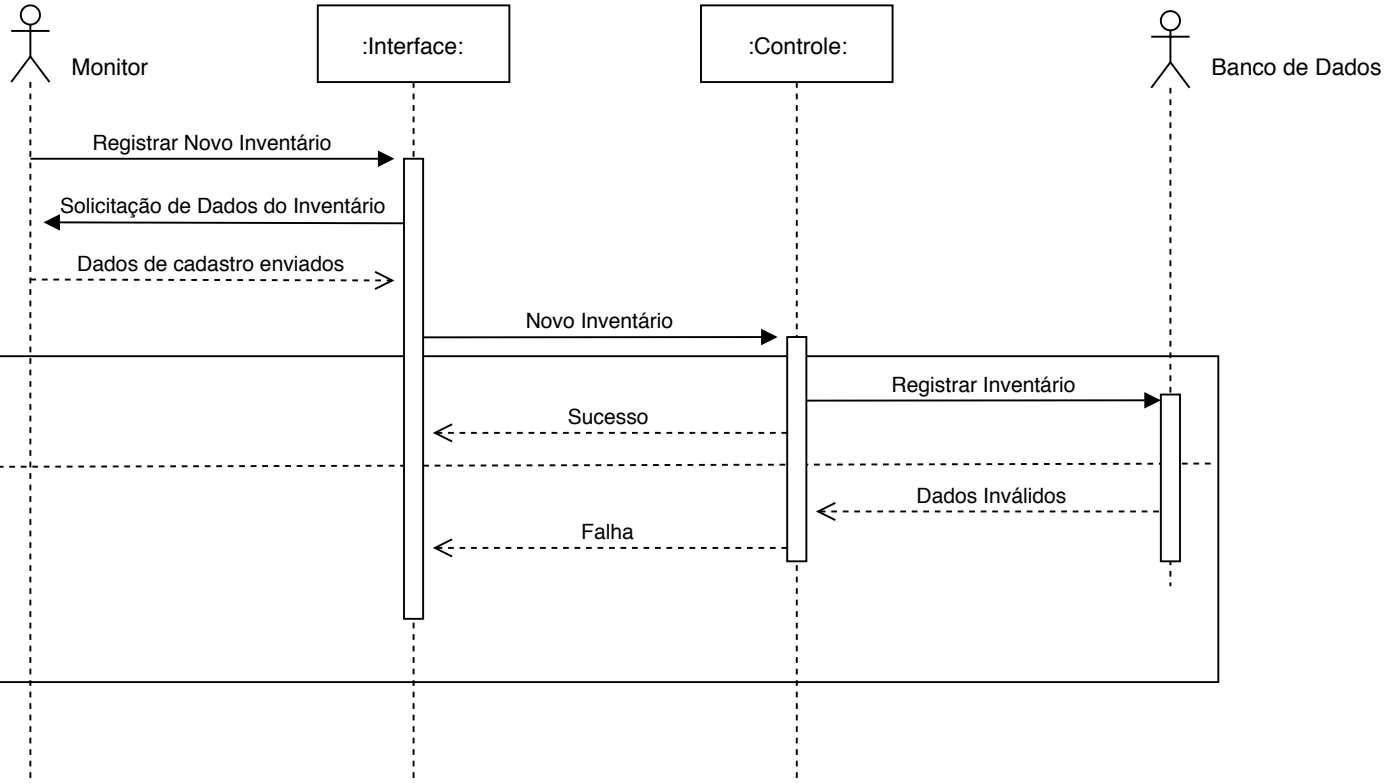 :Interface:
:Controle:
Monitor
Banco de Dados
Registrar Novo Inventário
Solicitação de Dados do Inventário
Dados de cadastro enviados
Novo Inventário
Registrar Inventário
Sucesso
Dados Inválidos
Falha